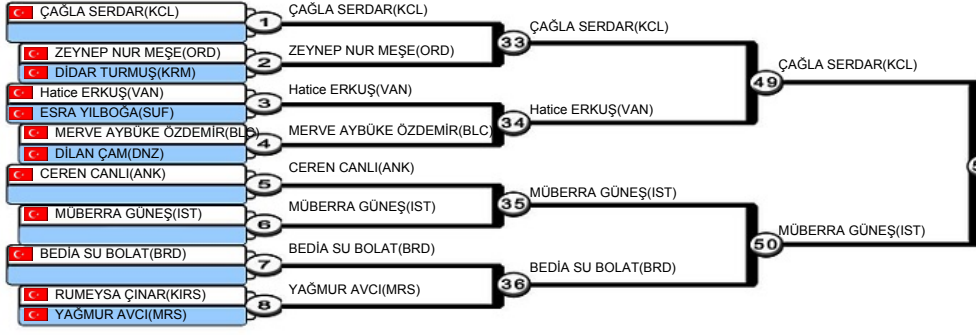 ÇAĞLA SERDAR(KCL)
1
ÇAĞLA SERDAR(KCL)
ZEYNEP NUR MEŞE(ORD)
DİDAR TURMUŞ(KRM)
2
ZEYNEP NUR MEŞE(ORD)
33
ÇAĞLA SERDAR(KCL)
Hatice ERKUŞ(VAN)
ESRA YILBOĞA(SUF)
3
Hatice ERKUŞ(VAN)
MERVE AYBÜKE ÖZDEMİR(BLC)
DİLAN ÇAM(DNZ)
4
MERVE AYBÜKE ÖZDEMİR(BLC)
34
Hatice ERKUŞ(VAN)
49
ÇAĞLA SERDAR(KCL)
CEREN CANLI(ANK)
5
CEREN CANLI(ANK)
MÜBERRA GÜNEŞ(IST)
6
MÜBERRA GÜNEŞ(IST)
35
MÜBERRA GÜNEŞ(IST)
BEDİA SU BOLAT(BRD)
7
BEDİA SU BOLAT(BRD)
RUMEYSA ÇINAR(KIRS)
YAĞMUR AVCI(MRS)
8
YAĞMUR AVCI(MRS)
36
BEDİA SU BOLAT(BRD)
50
MÜBERRA GÜNEŞ(IST)